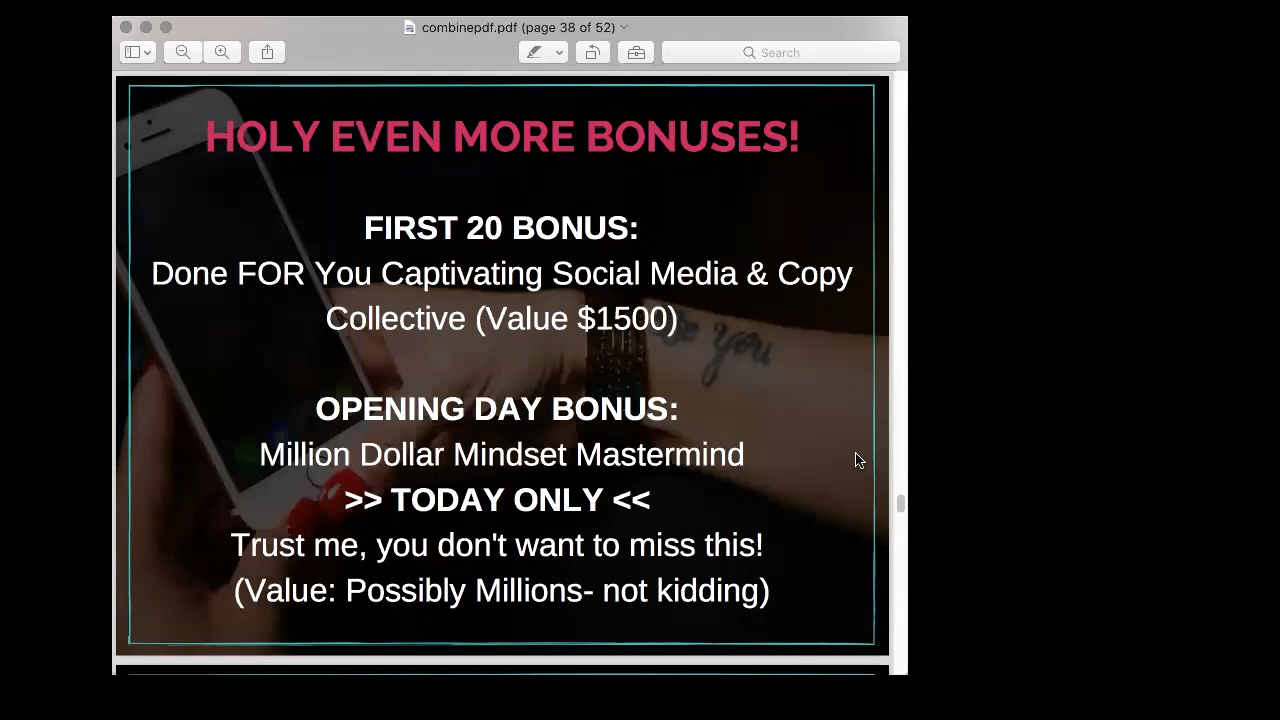 combinepdf.pdf (page 38 of 52)
Search
HOLY EVEN MORE BONUSES!
FIRST 20 BONUS:
Done FOR You Captivating Social Media & Copy
Collective (Value $1500)
you
OPENING DAY BONUS:
Million Dollar Mindset Mastermind
>> TODAY ONLY <<
Trust me, you don't want to miss this!
(Value: Possibly Millions- not kidding)